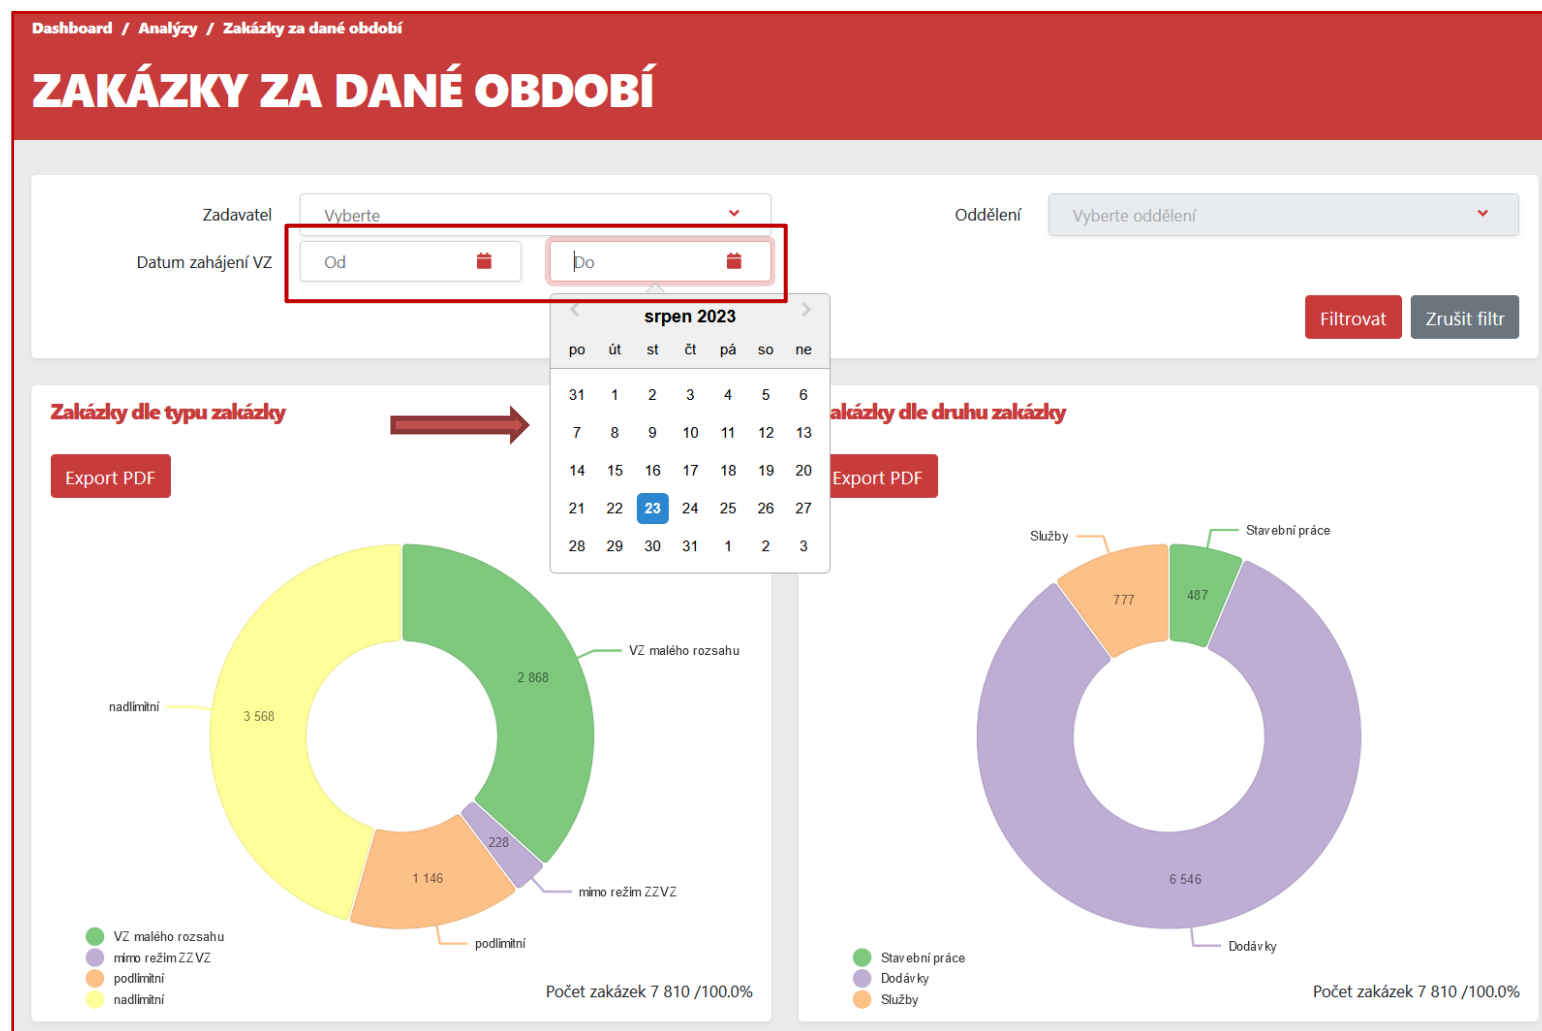 Dashboard / Analýzy / Zakázky za dané období
ZAKÁZKY ZA DANÉ OBDOBÍ
Zadavatel
Vyberte
Oddělení
Vyberte oddělení
Datum zahájení VZ
Od
Do
Filtrovat
Zrušit filtr
srpen 2023
po út st čt pá so ne
31 1 2 3 4 5 6
7 8 9 10 11 12 13
14 15 16 17 18 19 20
21 22 23 24 25 26 27
28 29 30 31 1 2 3
Zakázky dle typu zakázky
Export PDF
VZ malého rozsahu
2 868
nadlimitní
3 568
228
1 146
mimo režim ZZVZ
podlimitní
VZ malého rozsahu
mimo režim ZZVZ
podlimitní
nadlimitní
Počet zakázek 7 810 /100.0%
akázky dle druhu zakázky
Export PDF
Služby
Stavební práce
777
487
6 546
Dodávky
Stavební práce
Dodávky
Služby
Počet zakázek 7 810 /100.0%